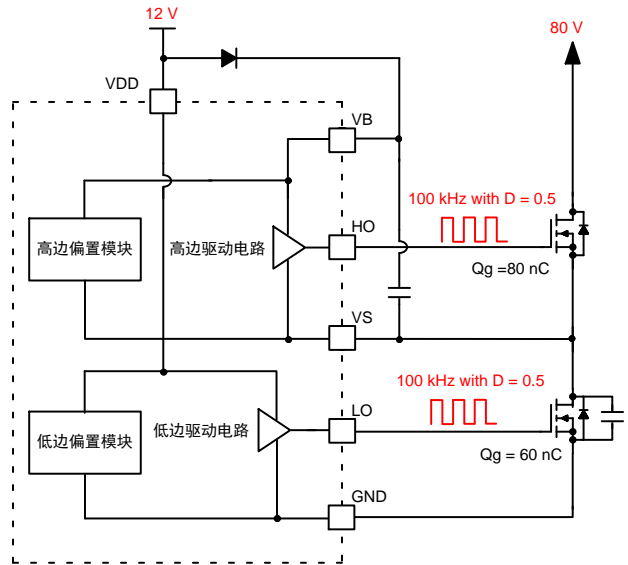 12 V
80 V
VDD
VB
100 kHz with D = 0.5
HO
高边偏置模块
高边驱动电路
Qg =80 nC
VS
100 kHz with D = 0.5
LO
低边偏置模块
低边驱动电路
Qg = 60 nC
GND